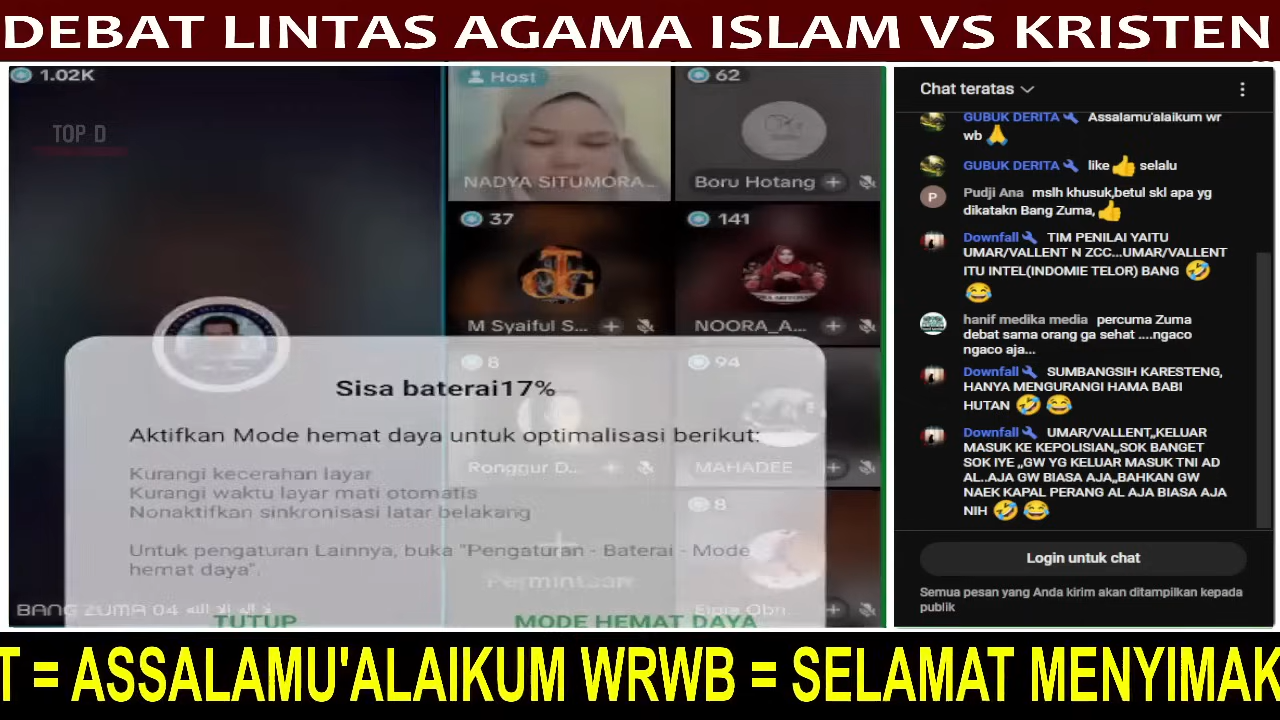 DEBAT LINTAS AGAMA ISLAM VS KRISTEN
1.02K
TOP D
Host
NADYA SITUMORA...
62
Boru Hotang
37
M Syaiful S...
141
NOORA_A...
8
Ronggur D...
94
MAHADEE
8
Permintaan
BANG ZUMA 04
Sisa baterai17%
Aktifkan Mode hemat daya untuk optimalisasi berikut:
Kurangi kecerahan layar
Kurangi waktu layar mati otomatis
Nonaktifkan sinkronisasi latar belakang
Untuk pengaturan Lainnya, buka "Pengaturan - Baterai - Mode
hemat daya".
TUTUP
MODE HEMAT DAYA
Chat teratas
GUBUK DERITA Assalamu'alaikum wr
wb
GUBUK DERITA like selalu
P
Pudji Ana mslh khusuk,betul skl apa yg
dikatakn Bang Zuma,
Downfall TIM PENILAI YAITU
UMAR/VALLENT N ZCC...UMAR/VALLENT
ITU INTEL(INDOMIE TELOR) BANG 🤣
😂
hanif medika media percuma Zuma
debat sama orang ga sehat ....ngaco
ngaco aja...
Downfall SUMBANGSIH KARESTENG,
HANYA MENGURANGI HAMA BABI
HUTAN 🤣 😂
Downfall UMAR/VALLENT,,KELUAR
MASUK KE KEPOLISIAN,,SOK BANGET
SOK IYE ,,GW YG KELUAR MASUK TNI AD
AL..AJA GW BIASA AJA,,BAHKAN GW
NAEK KAPAL PERANG AL AJA BIASA AJA
NIH 🤣 😂
Login untuk chat
Semua pesan yang Anda kirim akan ditampilkan kepada
publik
T = ASSALAMU'ALAIKUM WRWB = SELAMAT MENYIMAK